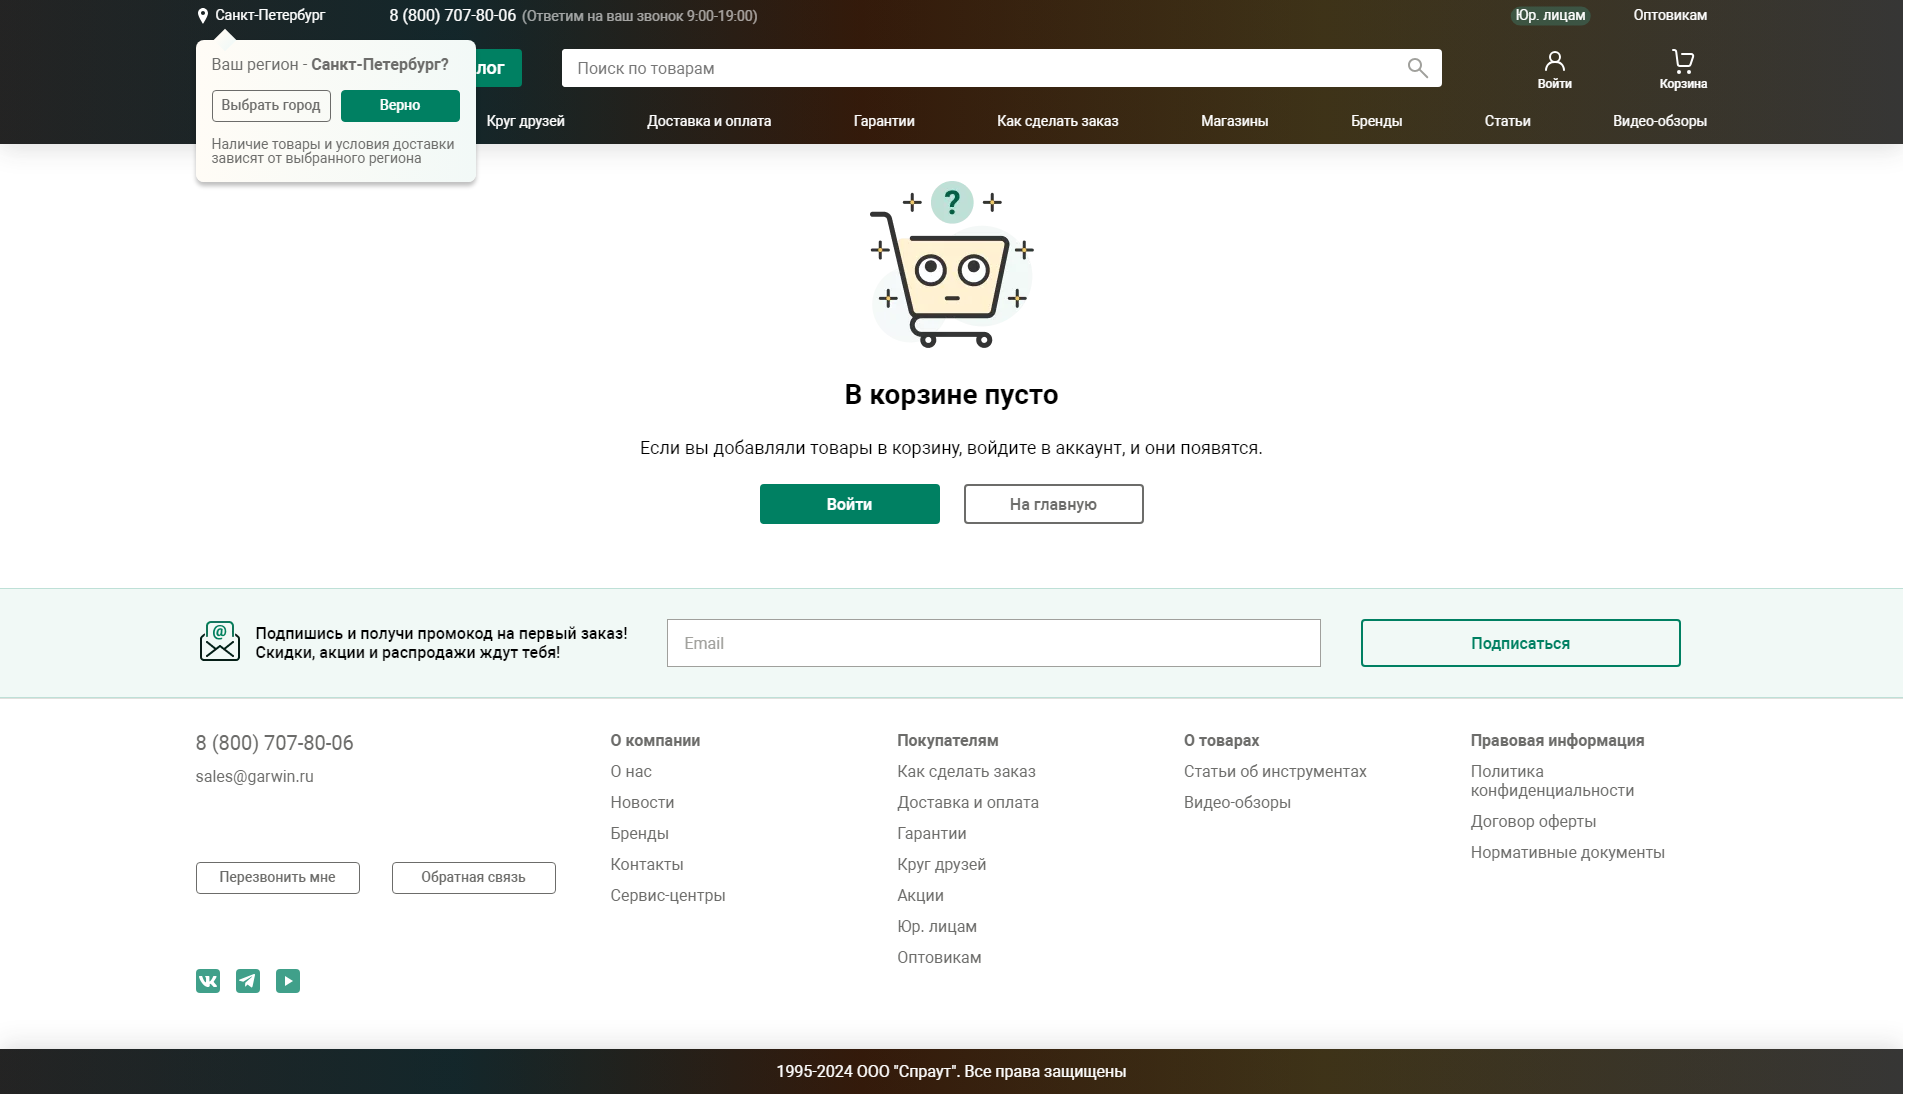 Санкт-Петербург
8 (800) 707-80-06 (Ответим на ваш звонок 9:00-19:00)
Юр. лицам
Оптовикам
Ваш регион - Санкт-Петербург?
Выбрать город
Верно
Наличие товары и условия доставки
зависят от выбранного региона
лог
Поиск по товарам
Войти
Корзина
Круг друзей
Доставка и оплата
Гарантии
Как сделать заказ
Магазины
Бренды
Статьи
Видео-обзоры
?
В корзине пусто
Если вы добавляли товары в корзину, войдите в аккаунт, и они появятся.
Войти
На главную
@
Подпишись и получи промокод на первый заказ!
Скидки, акции и распродажи ждут тебя!
Email
Подписаться
8 (800) 707-80-06
sales@garwin.ru
Перезвонить мне
Обратная связь
О компании
О нас
Новости
Бренды
Контакты
Сервис-центры
Покупателям
Как сделать заказ
Доставка и оплата
Гарантии
Круг друзей
Акции
Юр. лицам
Оптовикам
О товарах
Статьи об инструментах
Видео-обзоры
Правовая информация
Политика
конфиденциальности
Договор оферты
Нормативные документы
1995-2024 ООО "Спраут". Все права защищены